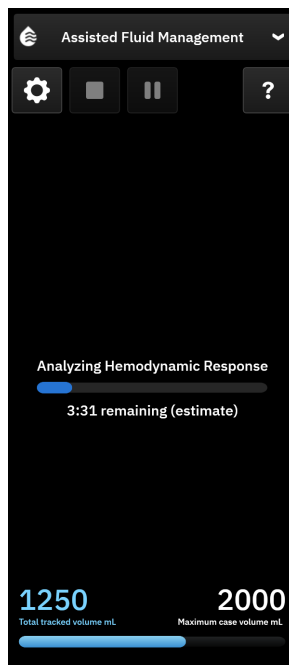 Assisted Fluid Management
?
Analyzing Hemodynamic Response
3:31 remaining (estimate)
1250 2000
Total tracked volume mL Maximum case volume mL